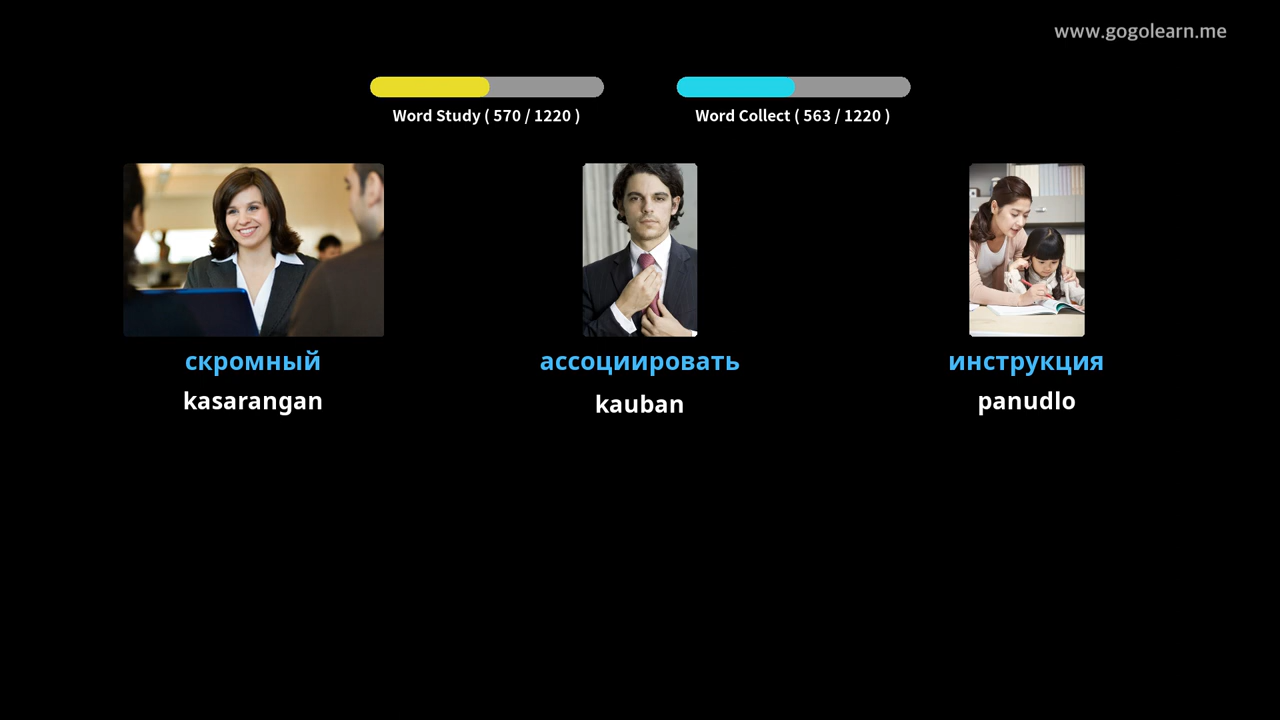 www.gogolearn.me
Word Study ( 570 / 1220 )
Word Collect ( 563 / 1220 )
скромный
kasarangan
ассоциировать
kauban
инструкция
panudlo